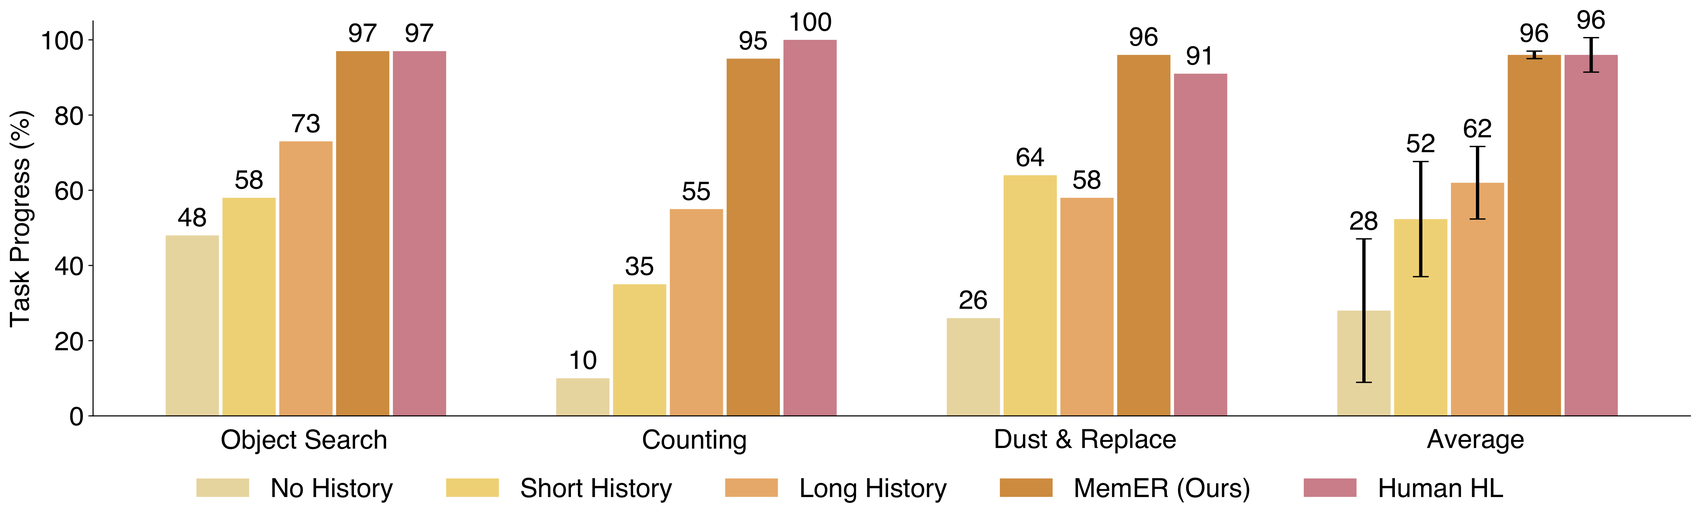 Task Progress (%)
100
80
60
40
20
0
48
58
73
97
97
10
35
55
95
100
26
64
58
96
91
28
52
62
96
96
Object Search
Counting
Dust & Replace
Average
No History
Short History
Long History
MemER (Ours)
Human HL